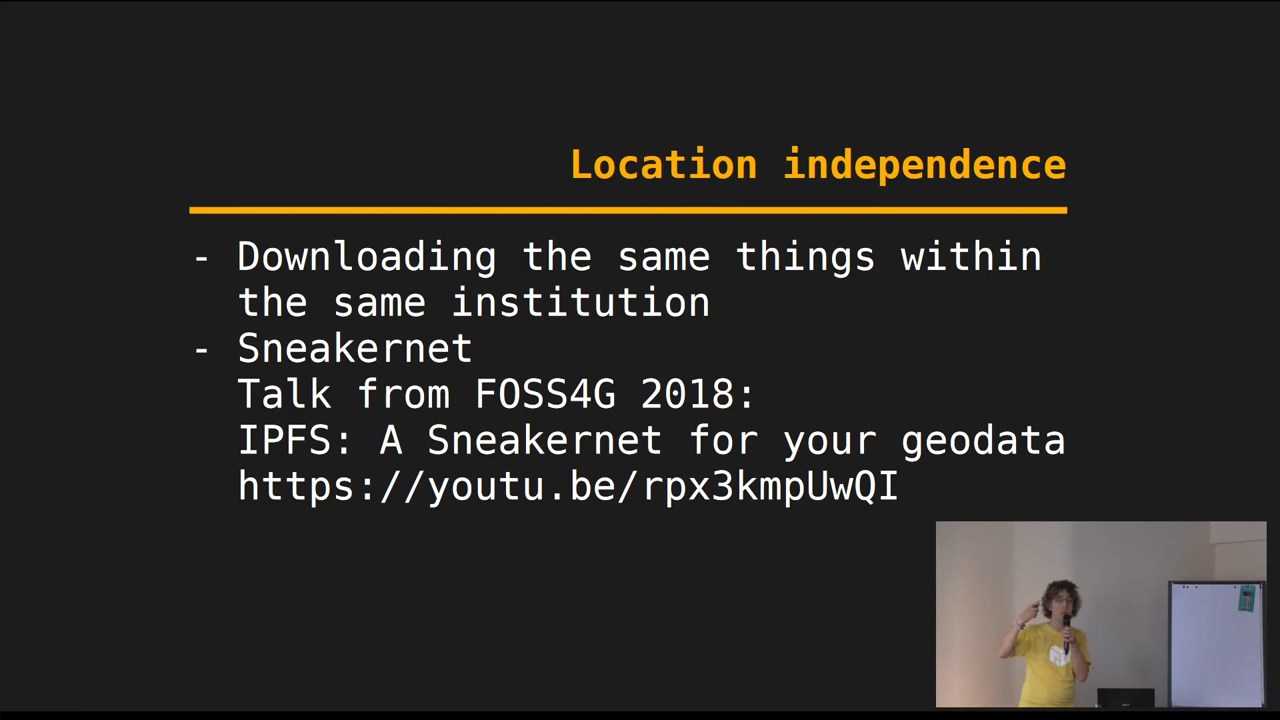 Location independence
- Downloading the same things within
the same institution
- Sneakernet
Talk from FOSS4G 2018:
IPFS: A Sneakernet for your geodata
https://youtu.be/rpx3kmpUwQI